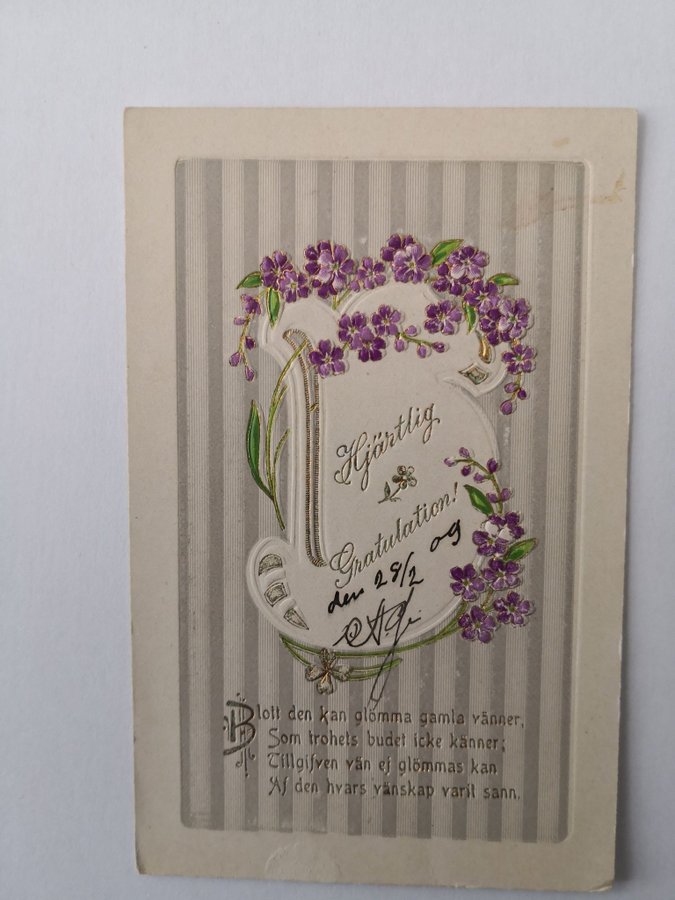 Hjärtlig
Gratulation!
den 28/2 09
Blott den kan glömma gamla vänner,
Som trohets budet icke känner;
Tillgifven vän ej glömmas kan
Af den hvars vänskap varit sann.